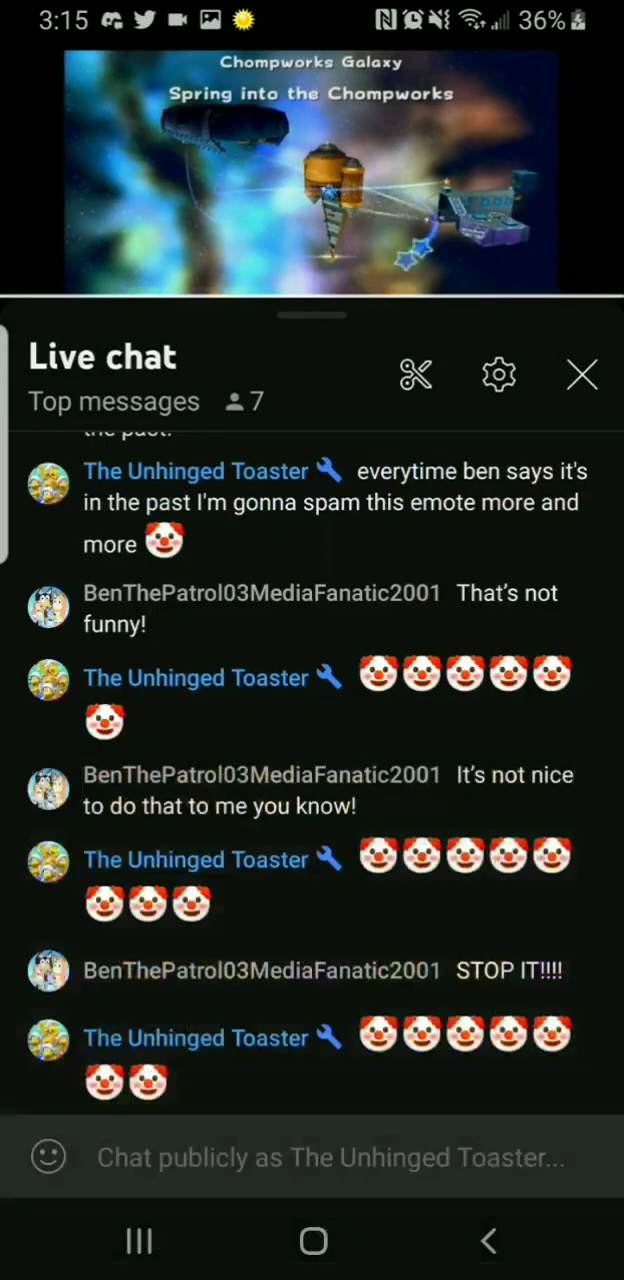 3:15 36%
Chompworks Galaxy
Spring into the Chompworks
Live chat
Top messages 7
the past.
The Unhinged Toaster everytime ben says it's
in the past I'm gonna spam this emote more and
more 🤡
BenThePatrol03MediaFanatic2001 That's not
funny!
The Unhinged Toaster 🤡🤡🤡🤡🤡
🤡
BenThePatrol03MediaFanatic2001 It's not nice
to do that to me you know!
The Unhinged Toaster 🤡🤡🤡🤡🤡
🤡🤡🤡
BenThePatrol03MediaFanatic2001 STOP IT!!!!
The Unhinged Toaster 🤡🤡🤡🤡🤡
🤡🤡
Chat publicly as The Unhinged Toaster...